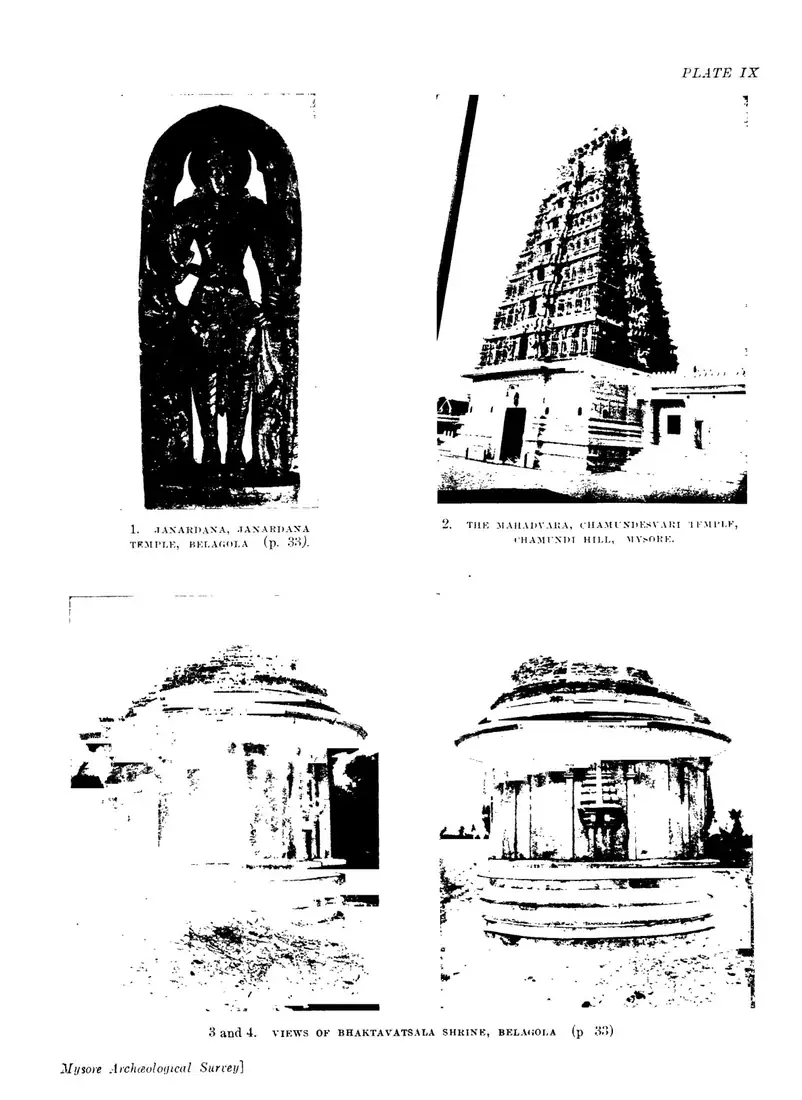 PLATE IX
1. JANARDANA, JANARDANA
TEMPLE, BELAGOLA (p. 33).
2. THE MAHADVARA, CHAMUNDESVARI TEMPLE,
CHAMUNDI HILL, MYSORE.
3 and 4. VIEWS OF BHAKTAVATSALA SHRINE, BELAGOLA (p 33)
Mysore Archæological Survey]